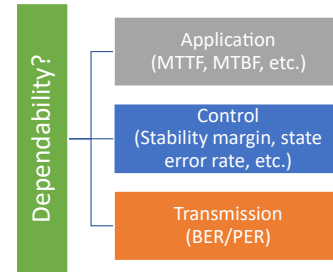 Dependability?
Application
(MTTF, MTBF, etc.)
Control
(Stability margin, state
error rate, etc.)
Transmission
(BER/PER)